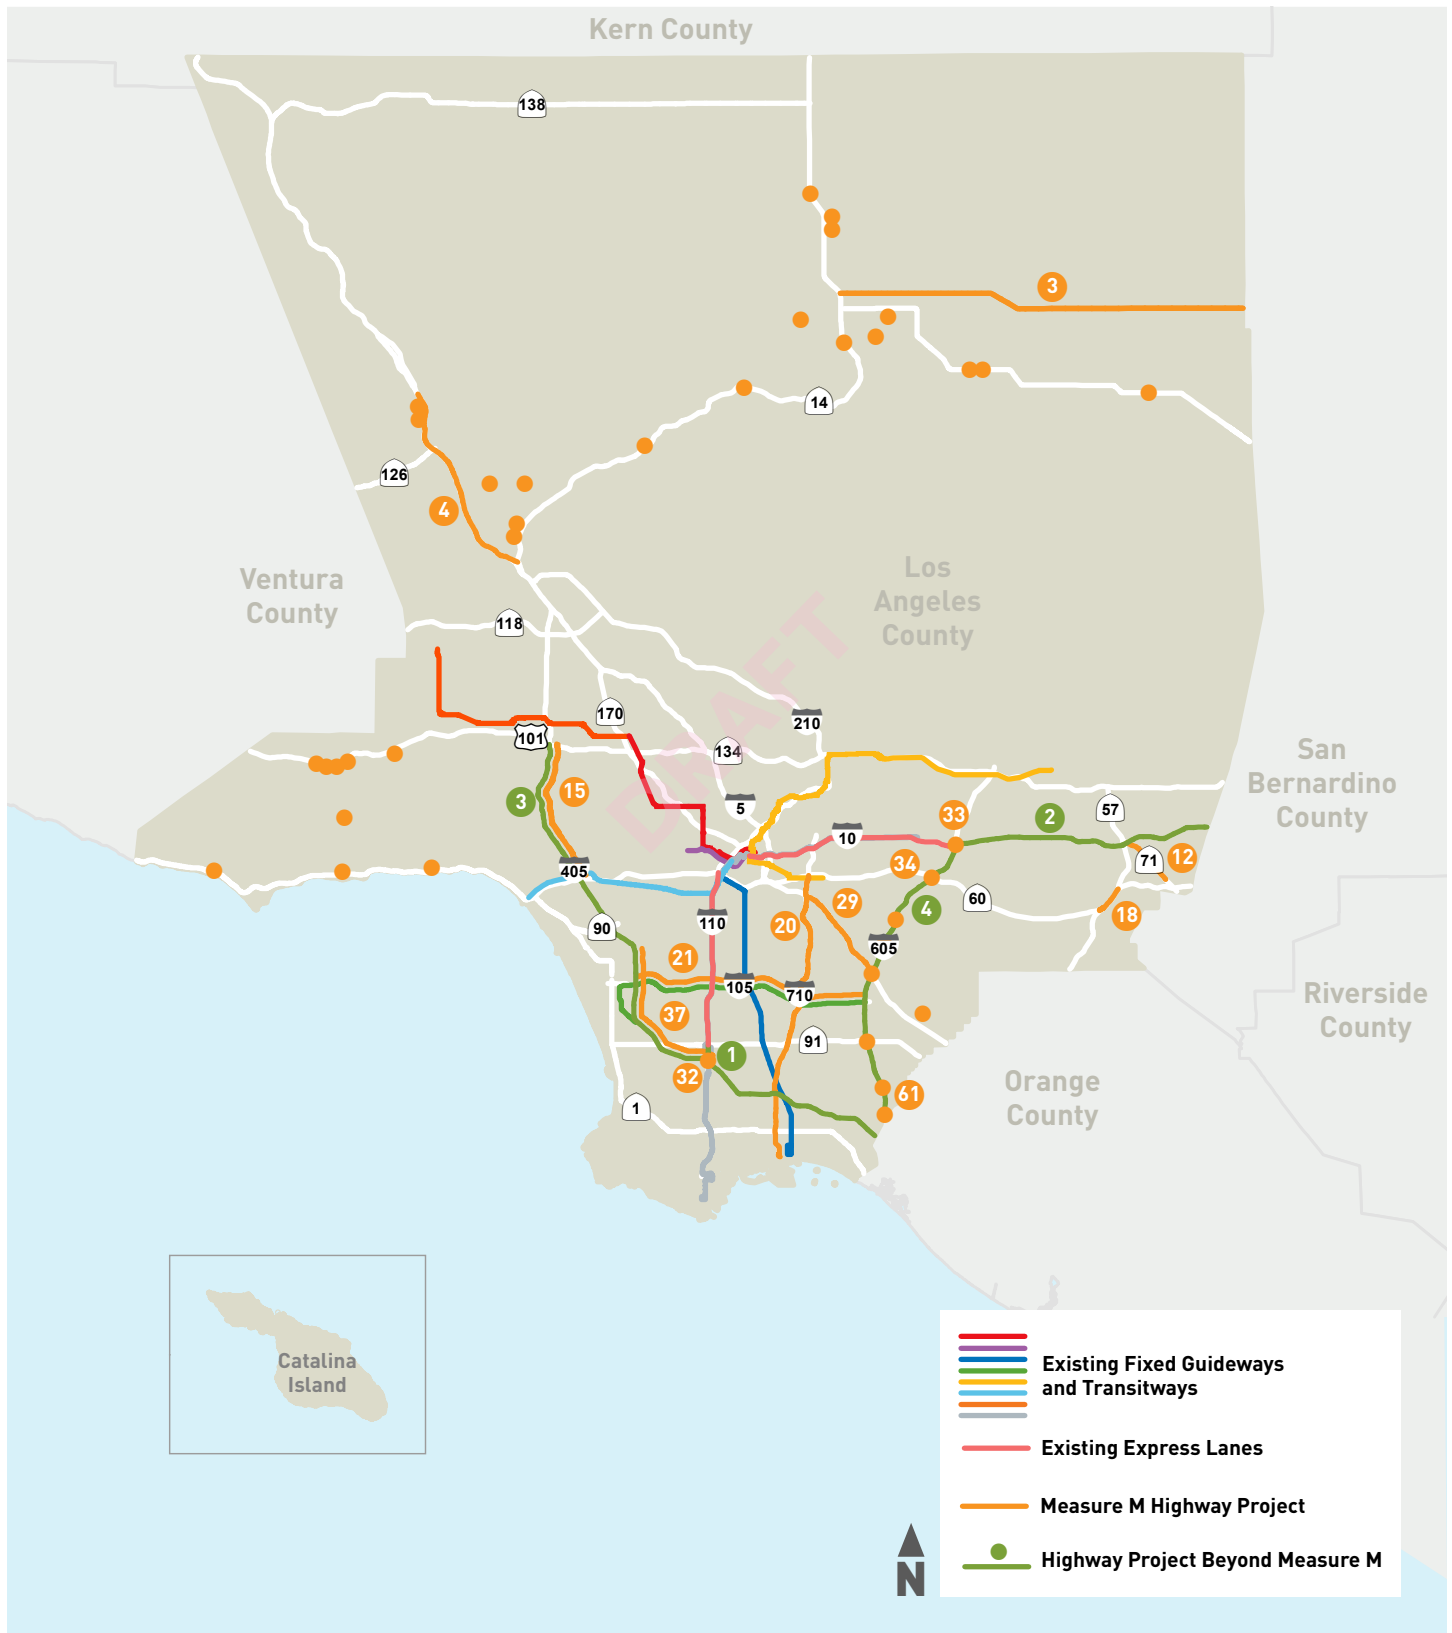 Kern County
138
3
14
126
4
Ventura
County
Los
Angeles
County
118
DRAFT
170
210
101
134
San
Bernardino
County
3
15
5
33
2
57
10
405
34
71
12
60
29
4
18
110
20
90
605
21
105
710
Riverside
County
37
91
1
32
Orange
County
61
1
Catalina
Island
Existing Fixed Guideways
and Transitways
Existing Express Lanes
Measure M Highway Project
Highway Project Beyond Measure M
N